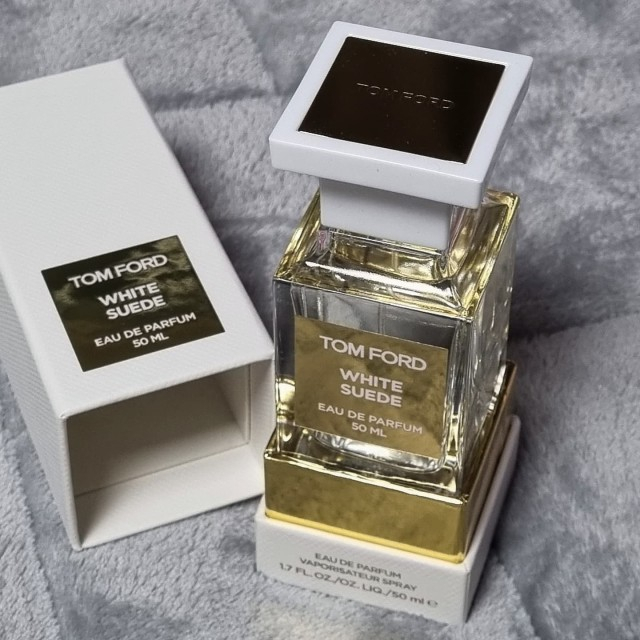 TOM FORD
TOM FORD
WHITE
SUEDE
EAU DE PARFUM
50 ML
TOM FORD
WHITE
SUEDE
EAU DE PARFUM
50 ML
EAU DE PARFUM
VAPORISATEUR SPRAY
1.7 FL. OZ./OZ. LIQ./50 ml ℮